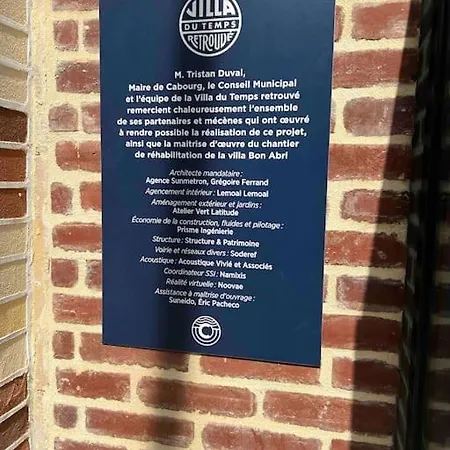 VILLA
DU TEMPS
RETROUVÉ
M. Tristan Duval,
Maire de Cabourg, le Conseil Municipal
et l'équipe de la Villa du Temps retrouvé
remercient chaleureusement l'ensemble
de ses partenaires et mécènes qui ont œuvré
à rendre possible la réalisation de ce projet,
ainsi que la maîtrise d'œuvre du chantier
de réhabilitation de la villa Bon Abri
Architecte mandataire :
Agence Sunmetron, Grégoire Ferrand
Agencement intérieur : Lemoal Lemoal
Aménagement extérieur et jardins :
Atelier Vert Latitude
Économie de la construction, fluides et pilotage :
Prisme Ingénierie
Structure : Structure & Patrimoine
Voirie et réseaux divers : Soderef
Acoustique : Acoustique Vivié et Associés
Coordinateur SSI : Namixis
Réalité virtuelle : Noovae
Assistance à maîtrise d'ouvrage :
Suneido, Éric Pacheco